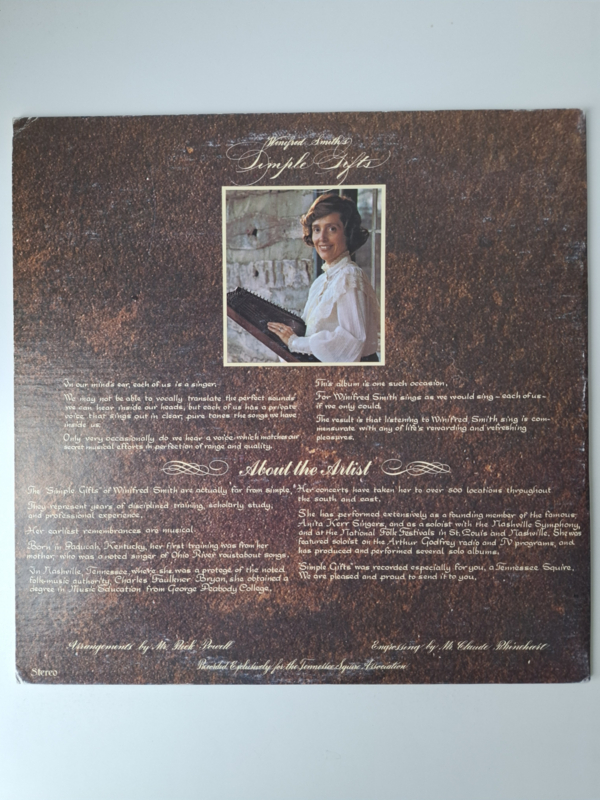 Winifred Smith's
Simple Gifts
In our mind's ear, each of us is a singer.
We may not be able to vocally translate the perfect sounds
we can hear inside our heads, but each of us has a private
voice that sings out in clear, pure tones the songs we have
inside us.
Only very occasionally do we hear a voice which matches our
secret musical efforts in perfection of range and quality.
This album is one such occasion.
For Winifred Smith sings as we would sing - each of us -
if we only could.
The result is that listening to Winifred Smith sing is com-
mensurate with any of life's rewarding and refreshing
pleasures.
About the Artist
The "Simple Gifts" of Winifred Smith are actually far from simple.
They represent years of disciplined training, scholarly study,
and professional experience.
Her earliest remembrances are musical.
Born in Paducah, Kentucky, her first training was from her
mother, who was a noted singer of Ohio River roustabout songs.
In Nashville, Tennessee, where she was a protege of the noted
folk-music authority, Charles Faulkner Bryan, she obtained a
degree in Music Education from George Peabody College.
Her concerts have taken her to over 500 locations throughout
the south and east.
She has performed extensively as a founding member of the famous
Anita Kerr Singers, and as a soloist with the Nashville Symphony,
and at the National Folk Festivals in St. Louis and Nashville. She was
featured soloist on the Arthur Godfrey radio and TV programs, and
has produced and performed several solo albums.
"Simple Gifts" was recorded especially for you, a Tennessee Squire.
We are pleased and proud to send it to you.
Arrangements by Mr. Rick Powell
Engrossing by Mr. Claude Rhinehart
Recorded Exclusively for the Tennessee Squire Association
Stereo